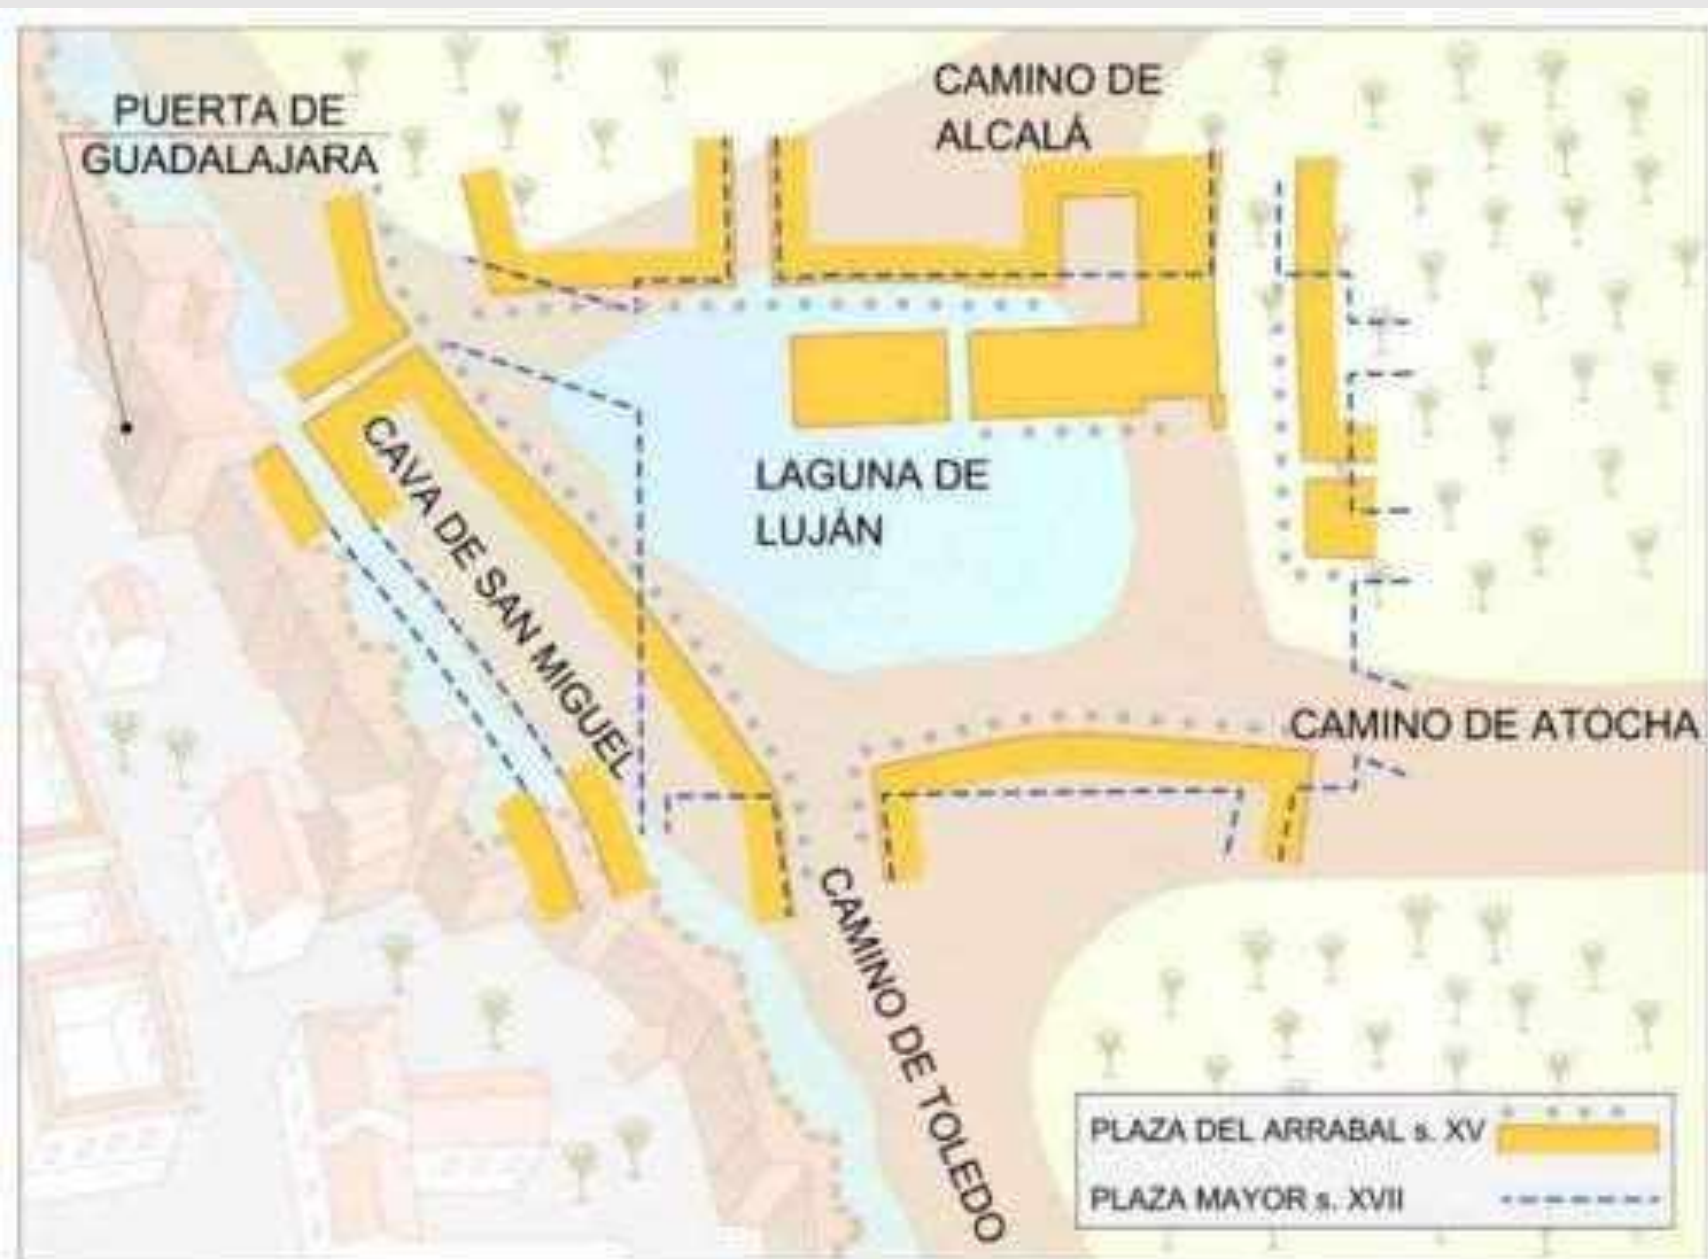 PUERTA DE
GUADALAJARA
CAMINO DE
ALCALÁ
CAVA DE SAN MIGUEL
LAGUNA DE
LUJÁN
CAMINO DE ATOCHA
CAMINO DE TOLEDO
PLAZA DEL ARRABAL s. XV
PLAZA MAYOR s. XVII